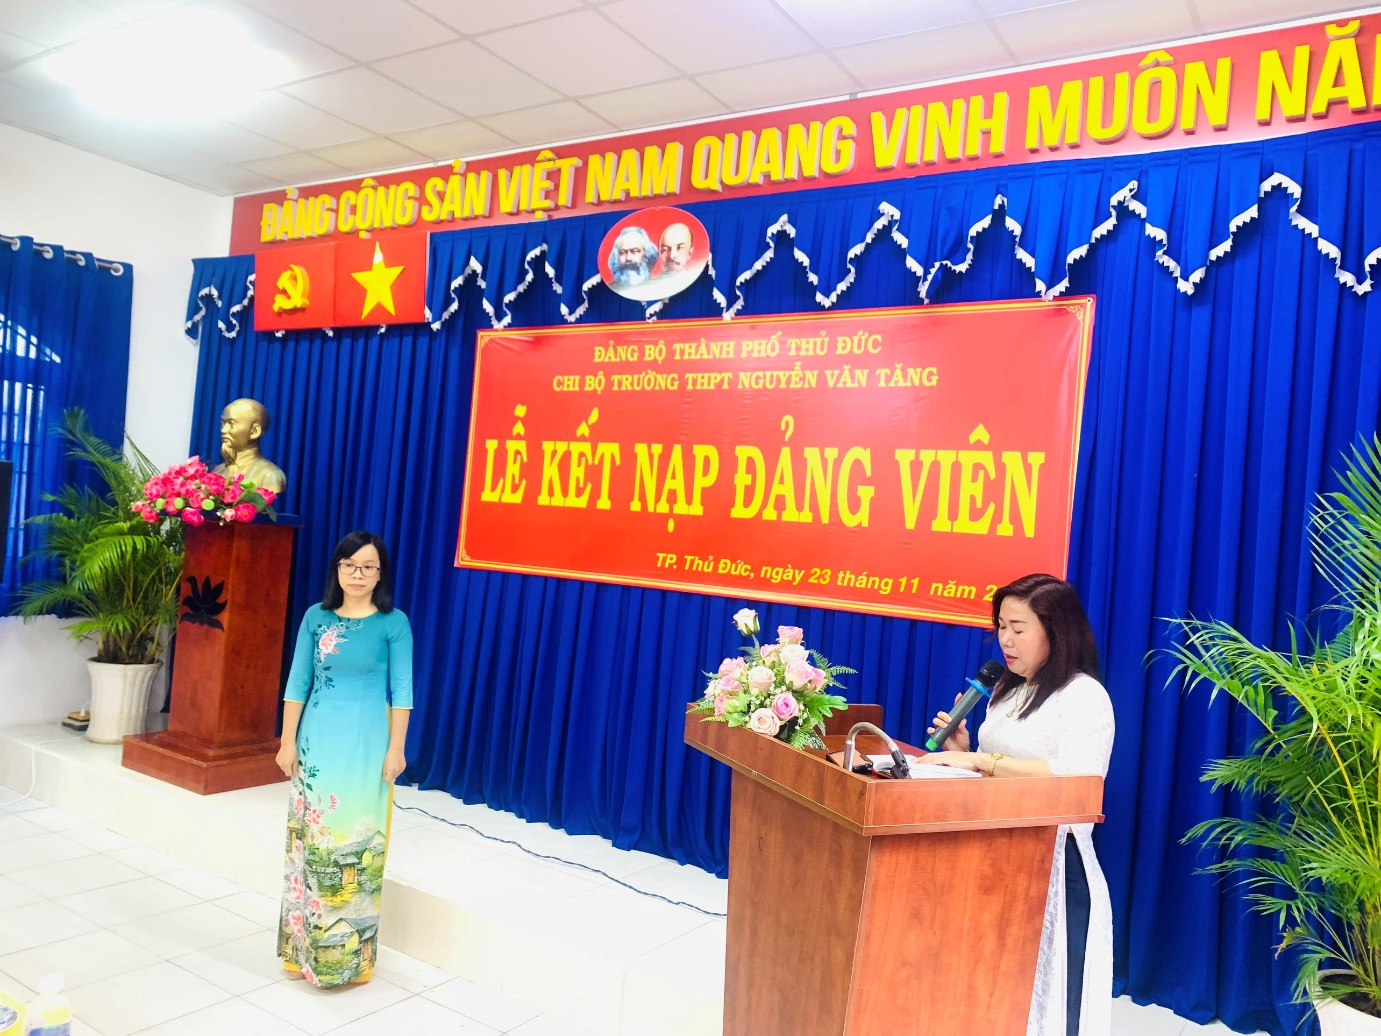 ĐẢNG CỘNG SẢN VIỆT NAM QUANG VINH MUÔN
ĐẢNG BỘ THÀNH PHỐ THỦ ĐỨC
CHI BỘ TRƯỜNG THPT NGUYỄN VĂN TĂNG
LỄ KẾT NẠP ĐẢNG VIÊN
TP. Thủ Đức, ngày 23 tháng 11 năm